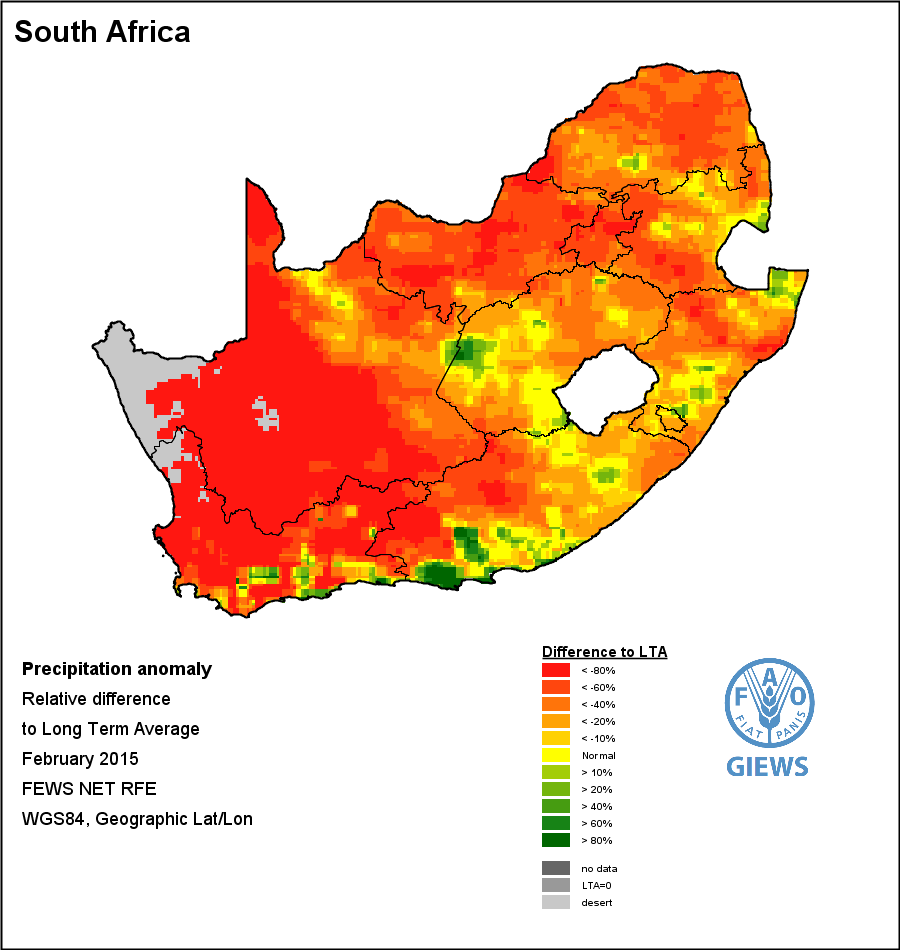 South Africa
Precipitation anomaly
Relative difference
to Long Term Average
February 2015
FEWS NET RFE
WGS84, Geographic Lat/Lon
Difference to LTA
< -80%
< -60%
< -40%
< -20%
< -10%
Normal
> 10%
> 20%
> 40%
> 60%
> 80%
no data
LTA=0
desert
F A O
FIAT PANIS
GIEWS